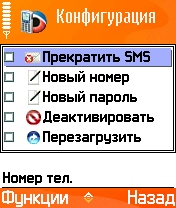 Конфигурация
Прекратить SMS
Новый номер
Новый пароль
Деактивировать
Перезагрузить
Номер тел.
Функции Назад